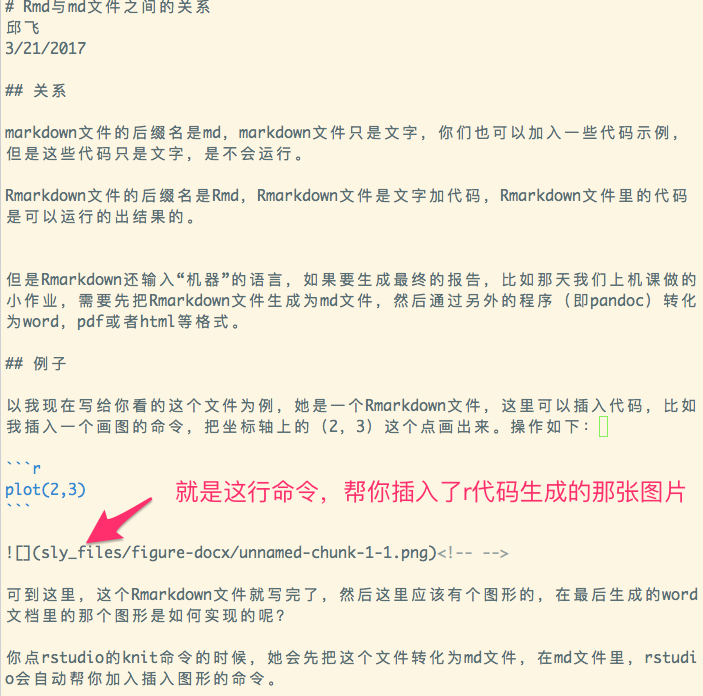 # Rmd与md文件之间的关系
邱飞
3/21/2017
## 关系
markdown文件的后缀名是md，markdown文件只是文字，你们也可以加入一些代码示例，
但是这些代码只是文字，是不会运行。
Rmarkdown文件的后缀名是Rmd，Rmarkdown文件是文字加代码，Rmarkdown文件里的代码
是可以运行的出结果的。
但是Rmarkdown还输入“机器”的语言，如果要生成最终的报告，比如那天我们上机课做的
小作业，需要先把Rmarkdown文件生成为md文件，然后通过另外的程序（即pandoc）转化
为word，pdf或者html等格式。
## 例子
以我现在写给你看的这个文件为例，她是一个Rmarkdown文件，这里可以插入代码，比如
我插入一个画图的命令，把坐标轴上的（2，3）这个点画出来。操作如下：
```r
plot(2,3)
```
就是这行命令，帮你插入了r代码生成的那张图片
![](sly_files/figure-docx/unnamed-chunk-1-1.png)<!-- -->
可到这里，这个Rmarkdown文件就写完了，然后这里应该有个图形的，在最后生成的word
文档里的那个图形是如何实现的呢？
你点rstudio的knit命令的时候，她会先把这个文件转化为md文件，在md文件里，rstudi
o会自动帮你加入插入图形的命令。